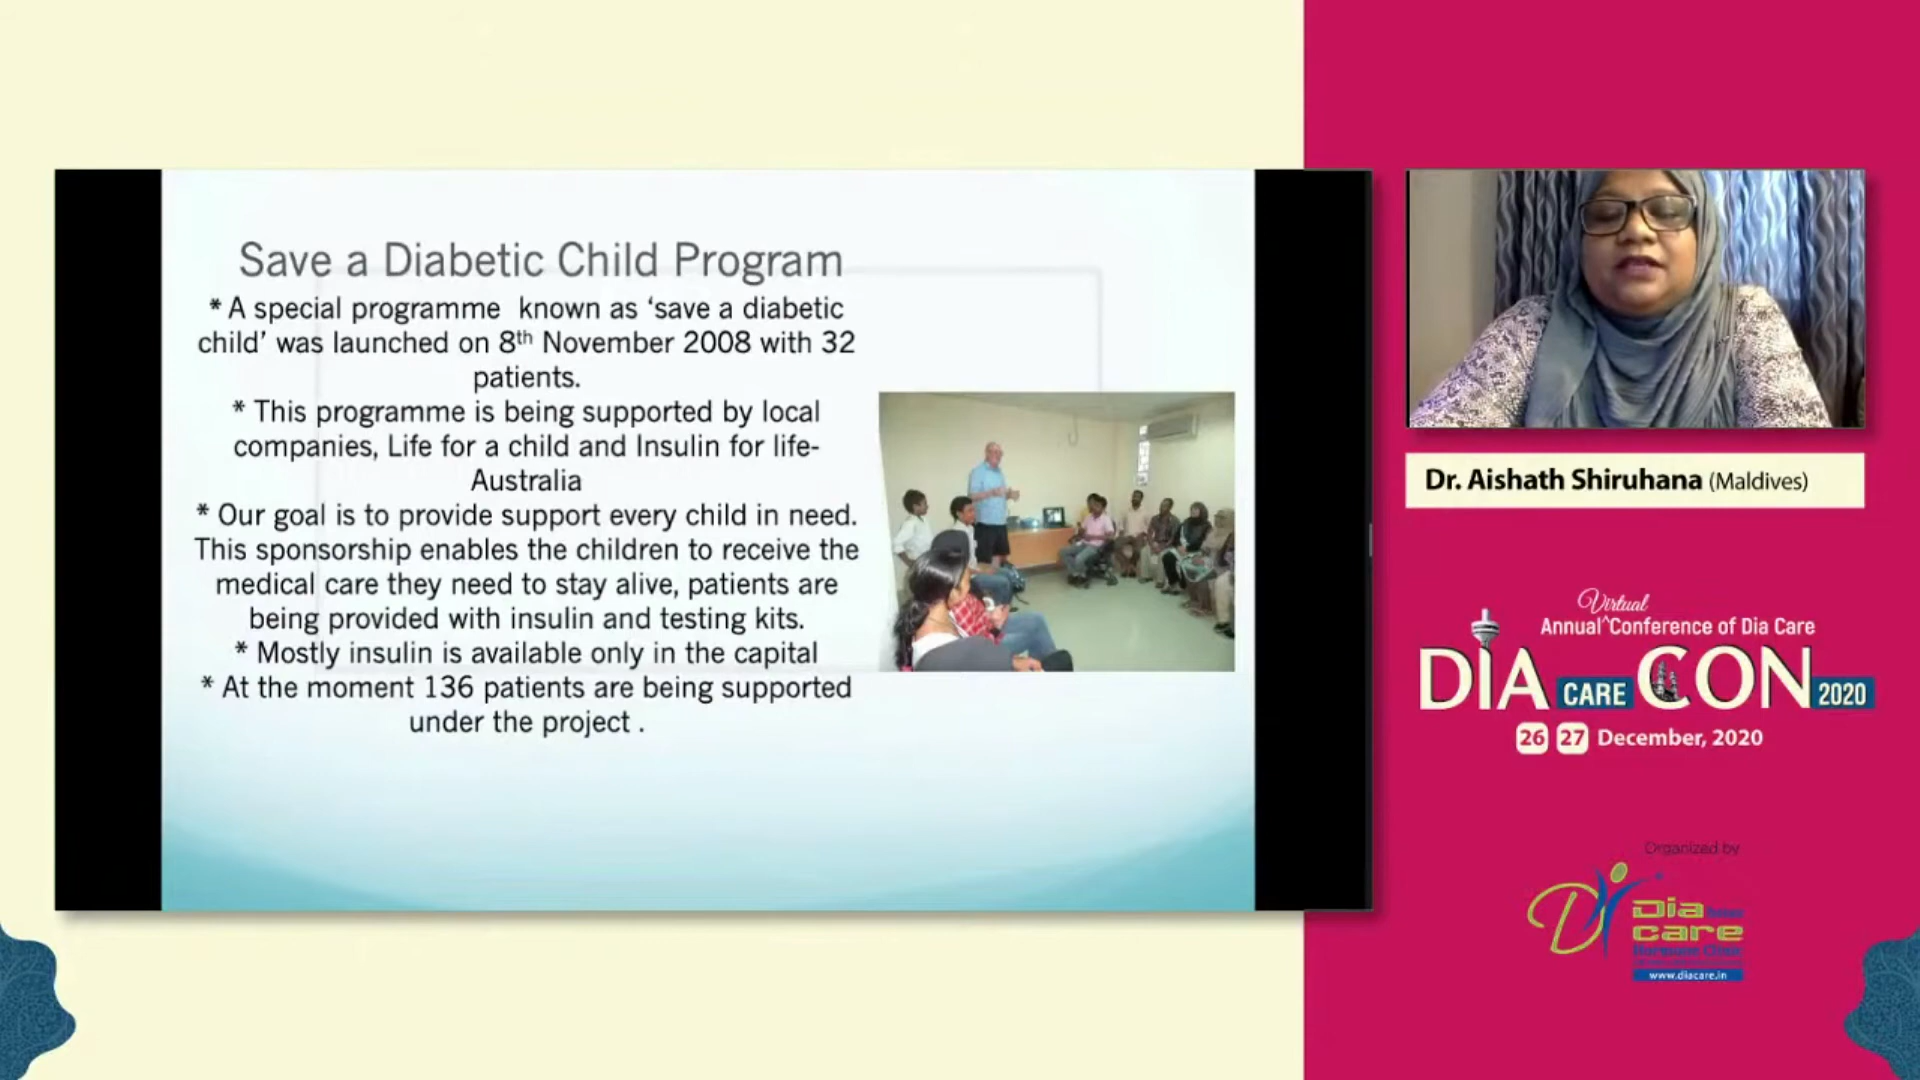 Save a Diabetic Child Program
* A special programme known as ‘save a diabetic
child’ was launched on 8th November 2008 with 32
patients.
* This programme is being supported by local
companies, Life for a child and Insulin for life-
Australia
* Our goal is to provide support every child in need.
This sponsorship enables the children to receive the
medical care they need to stay alive, patients are
being provided with insulin and testing kits.
* Mostly insulin is available only in the capital
* At the moment 136 patients are being supported
under the project .
Dr. Aishath Shiruhana (Maldives)
Virtual
Annual^Conference of Dia Care
DIA CARE CON 2020
26 27 December, 2020
Organized by
Dia
care
Hormone Clinic
www.diacare.in